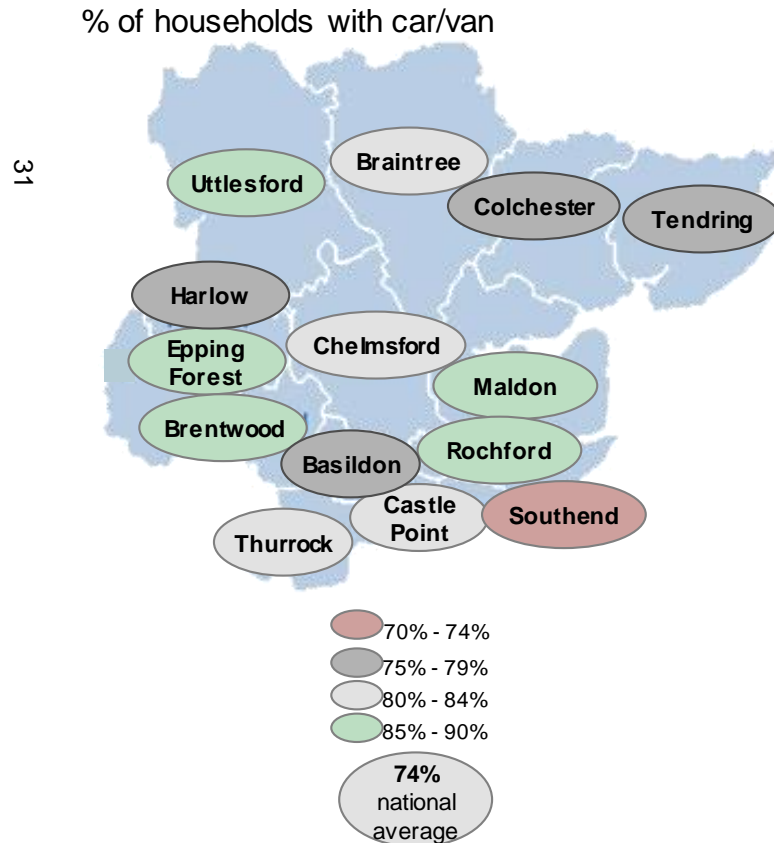 % of households with car/van
31
Braintree
Uttlesford
Colchester
Tendring
Harlow
Chelmsford
Epping
Forest
Maldon
Brentwood
Rochford
Basildon
Castle
Point
Southend
Thurrock
70% - 74%
75% - 79%
80% - 84%
85% - 90%
74%
national
average